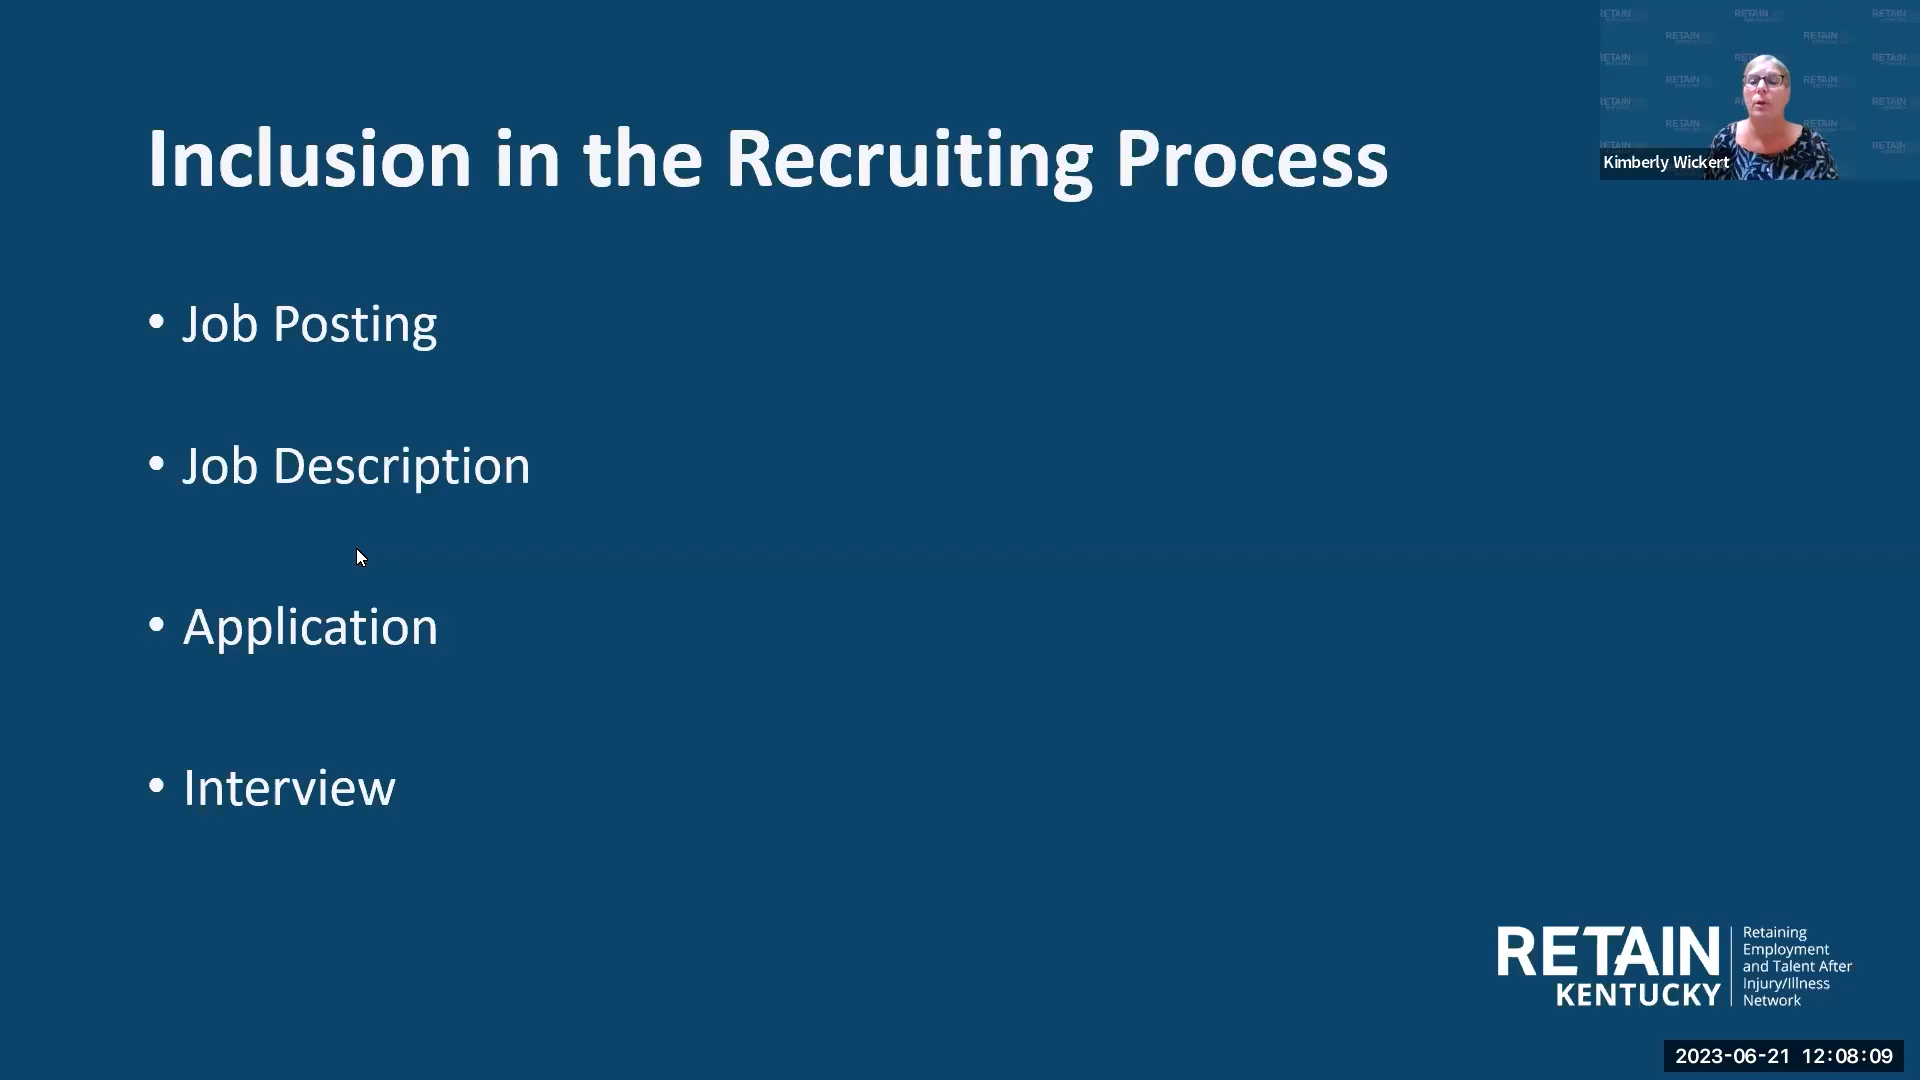 Inclusion in the Recruiting Process
• Job Posting
• Job Description
• Application
• Interview
Kimberly Wickert
RETAIN
KENTUCKY
Retaining
Employment
and Talent After
Injury/Illness
Network
2023-06-21 12:08:09